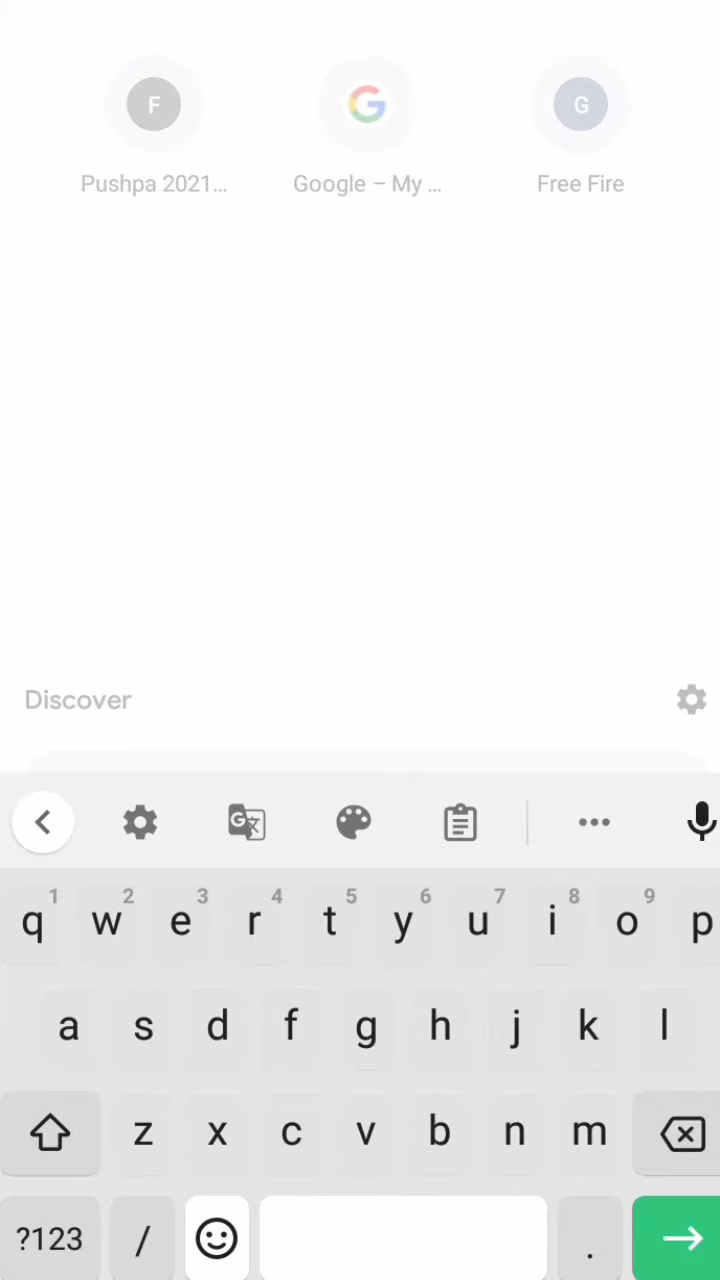 F G
Pushpa 2021... Google – My ... Free Fire
Discover
1 2 3 4 5 6 7 8 9
q w e r t y u i o p
a s d f g h j k l
z x c v b n m
?123 / .